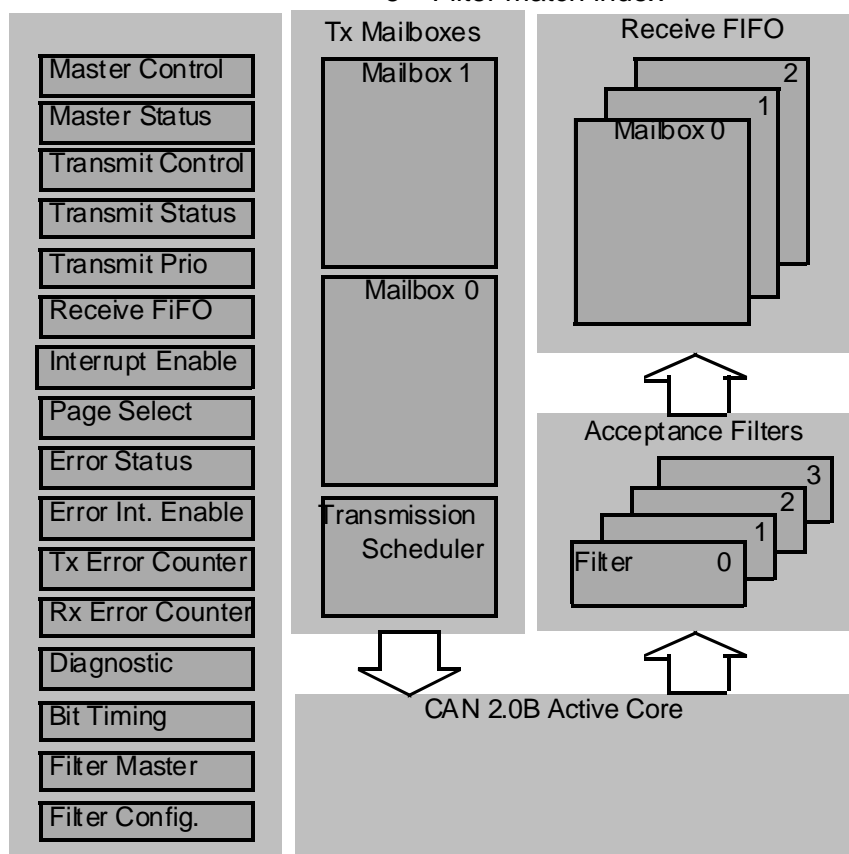 Filter match index
Master Control
Master Status
Transmit Control
Transmit Status
Transmit Prio
Receive FiFO
Interrupt Enable
Page Select
Error Status
Error Int. Enable
Tx Error Counter
Rx Error Counter
Diagnostic
Bit Timing
Filter Master
Filter Config.
Tx Mailboxes
Mailbox 1
Mailbox 0
Transmission
Scheduler
Receive FIFO
2
1
Mailbox 0
Acceptance Filters
3
2
1
Filter 0
CAN 2.0B Active Core